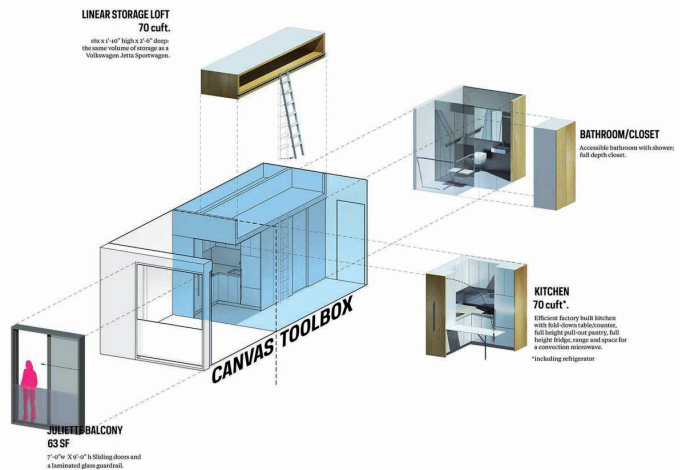 LINEAR STORAGE LOFT
70 cuft.
16x x 1'-10" high x 2'-6" deep;
the same volume of storage as a
Volkswagen Jetta Sportwagen.
BATHROOM/CLOSET
Accessible bathroom with shower;
full depth closet.
KITCHEN
70 cuft*.
Efficient factory built kitchen
with fold-down table/counter,
full height pull-out pantry, full
height fridge, range and space for
a convection microwave.
*including refrigerator
CANVAS TOOLBOX
JULIETTE BALCONY
63 SF
7'-0"w X 9'-0" h Sliding doors and
a laminated glass guardrail.